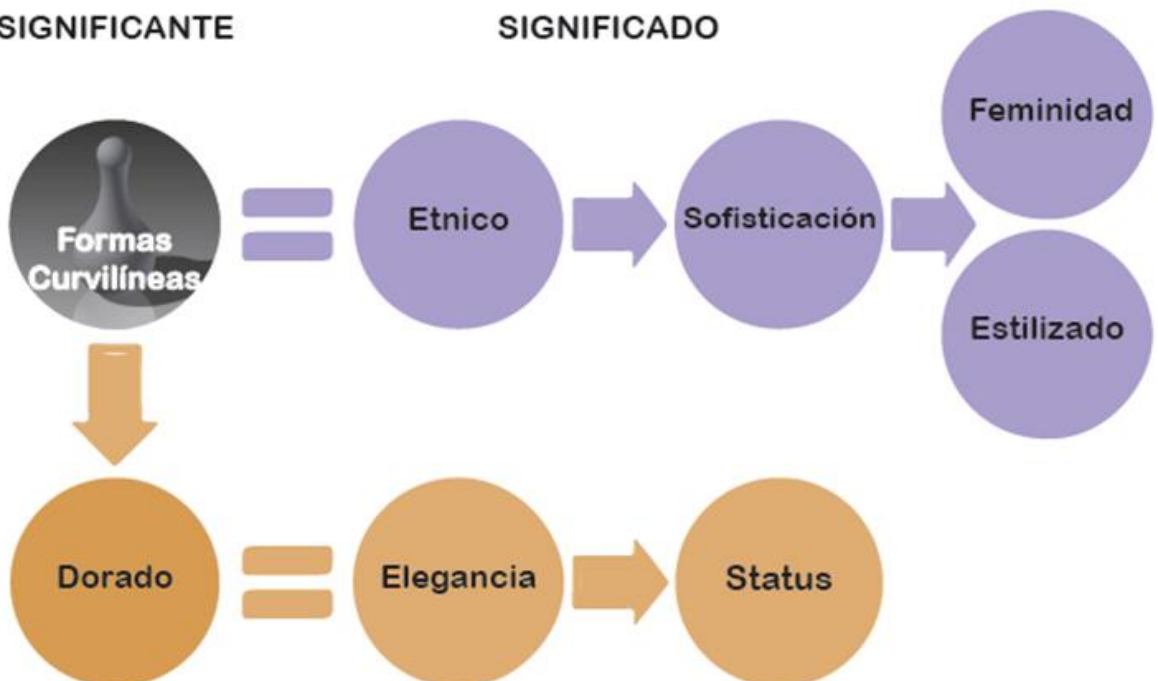 SIGNIFICANTE
SIGNIFICADO
Feminidad
Formas
Curvilíneas
Etnico
Sofisticación
Estilizado
Dorado
Elegancia
Status